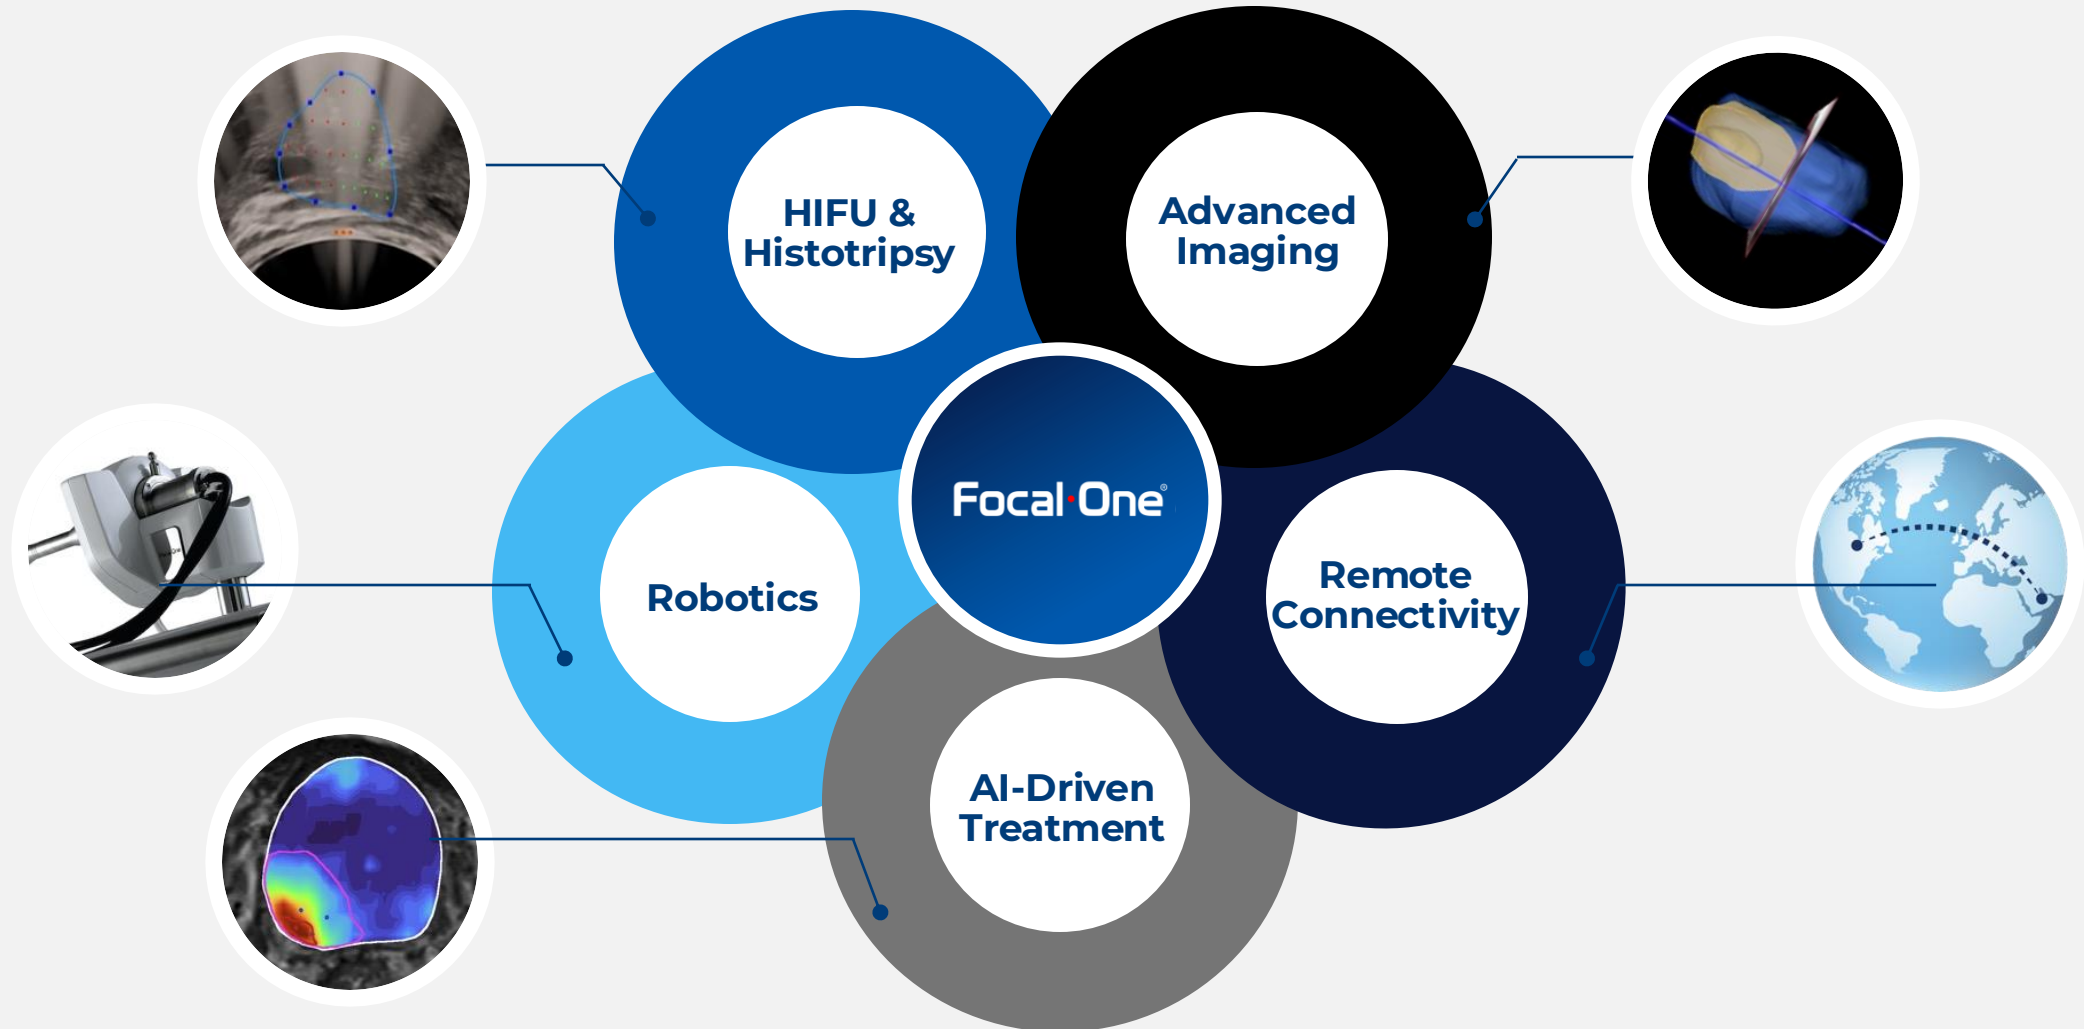 HIFU &
Histotripsy
Advanced
Imaging
Focal·One®
Robotics
Remote
Connectivity
AI-Driven
Treatment